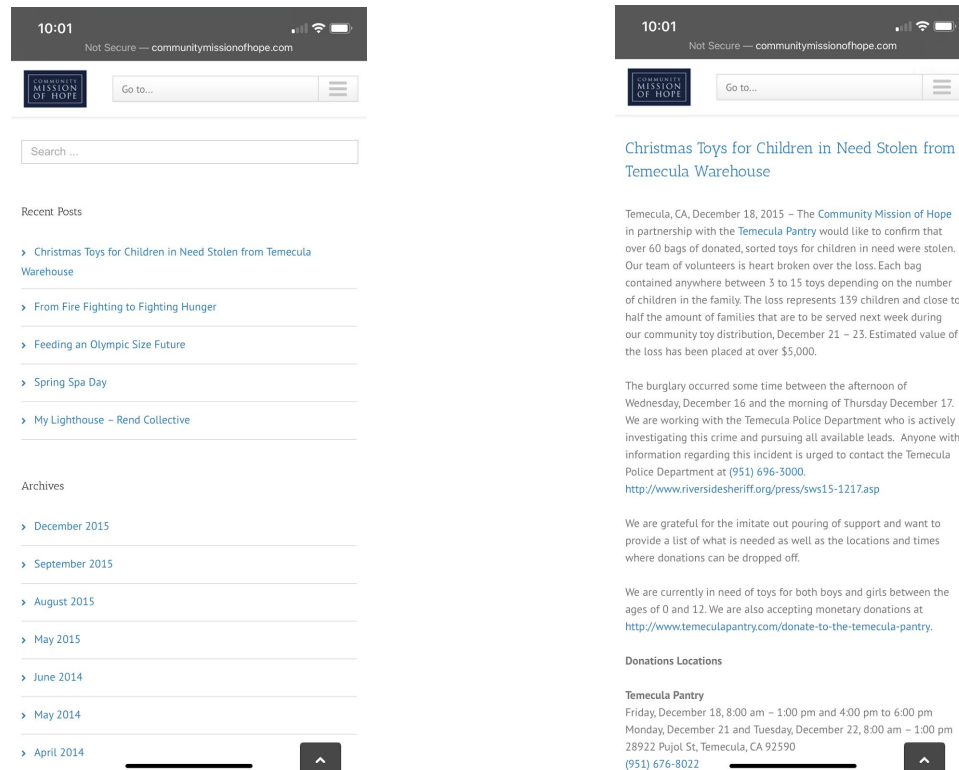 10:01
Not Secure — communitymissionofhope.com
COMMUNITY
MISSION
OF HOPE
Go to...
Search ...
Recent Posts
Christmas Toys for Children in Need Stolen from Temecula
Warehouse
From Fire Fighting to Fighting Hunger
Feeding an Olympic Size Future
Spring Spa Day
My Lighthouse – Rend Collective
Archives
December 2015
September 2015
August 2015
May 2015
June 2014
May 2014
April 2014
10:01
Not Secure — communitymissionofhope.com
COMMUNITY
MISSION
OF HOPE
Go to...
Christmas Toys for Children in Need Stolen from
Temecula Warehouse
Temecula, CA, December 18, 2015 – The Community Mission of Hope
in partnership with the Temecula Pantry would like to confirm that
over 60 bags of donated, sorted toys for children in need were stolen.
Our team of volunteers is heart broken over the loss. Each bag
contained anywhere between 3 to 15 toys depending on the number
of children in the family. The loss represents 139 children and close to
half the amount of families that are to be served next week during
our community toy distribution, December 21 – 23. Estimated value of
the loss has been placed at over $5,000.
The burglary occurred some time between the afternoon of
Wednesday, December 16 and the morning of Thursday December 17.
We are working with the Temecula Police Department who is actively
investigating this crime and pursuing all available leads. Anyone with
information regarding this incident is urged to contact the Temecula
Police Department at (951) 696-3000.
http://www.riversidesheriff.org/press/sws15-1217.asp
We are grateful for the imitate out pouring of support and want to
provide a list of what is needed as well as the locations and times
where donations can be dropped off.
We are currently in need of toys for both boys and girls between the
ages of 0 and 12. We are also accepting monetary donations at
http://www.temeculapantry.com/donate-to-the-temecula-pantry.
Donations Locations
Temecula Pantry
Friday, December 18, 8:00 am – 1:00 pm and 4:00 pm to 6:00 pm
Monday, December 21 and Tuesday, December 22, 8:00 am – 1:00 pm
28922 Pujol St, Temecula, CA 92590
(951) 676-8022